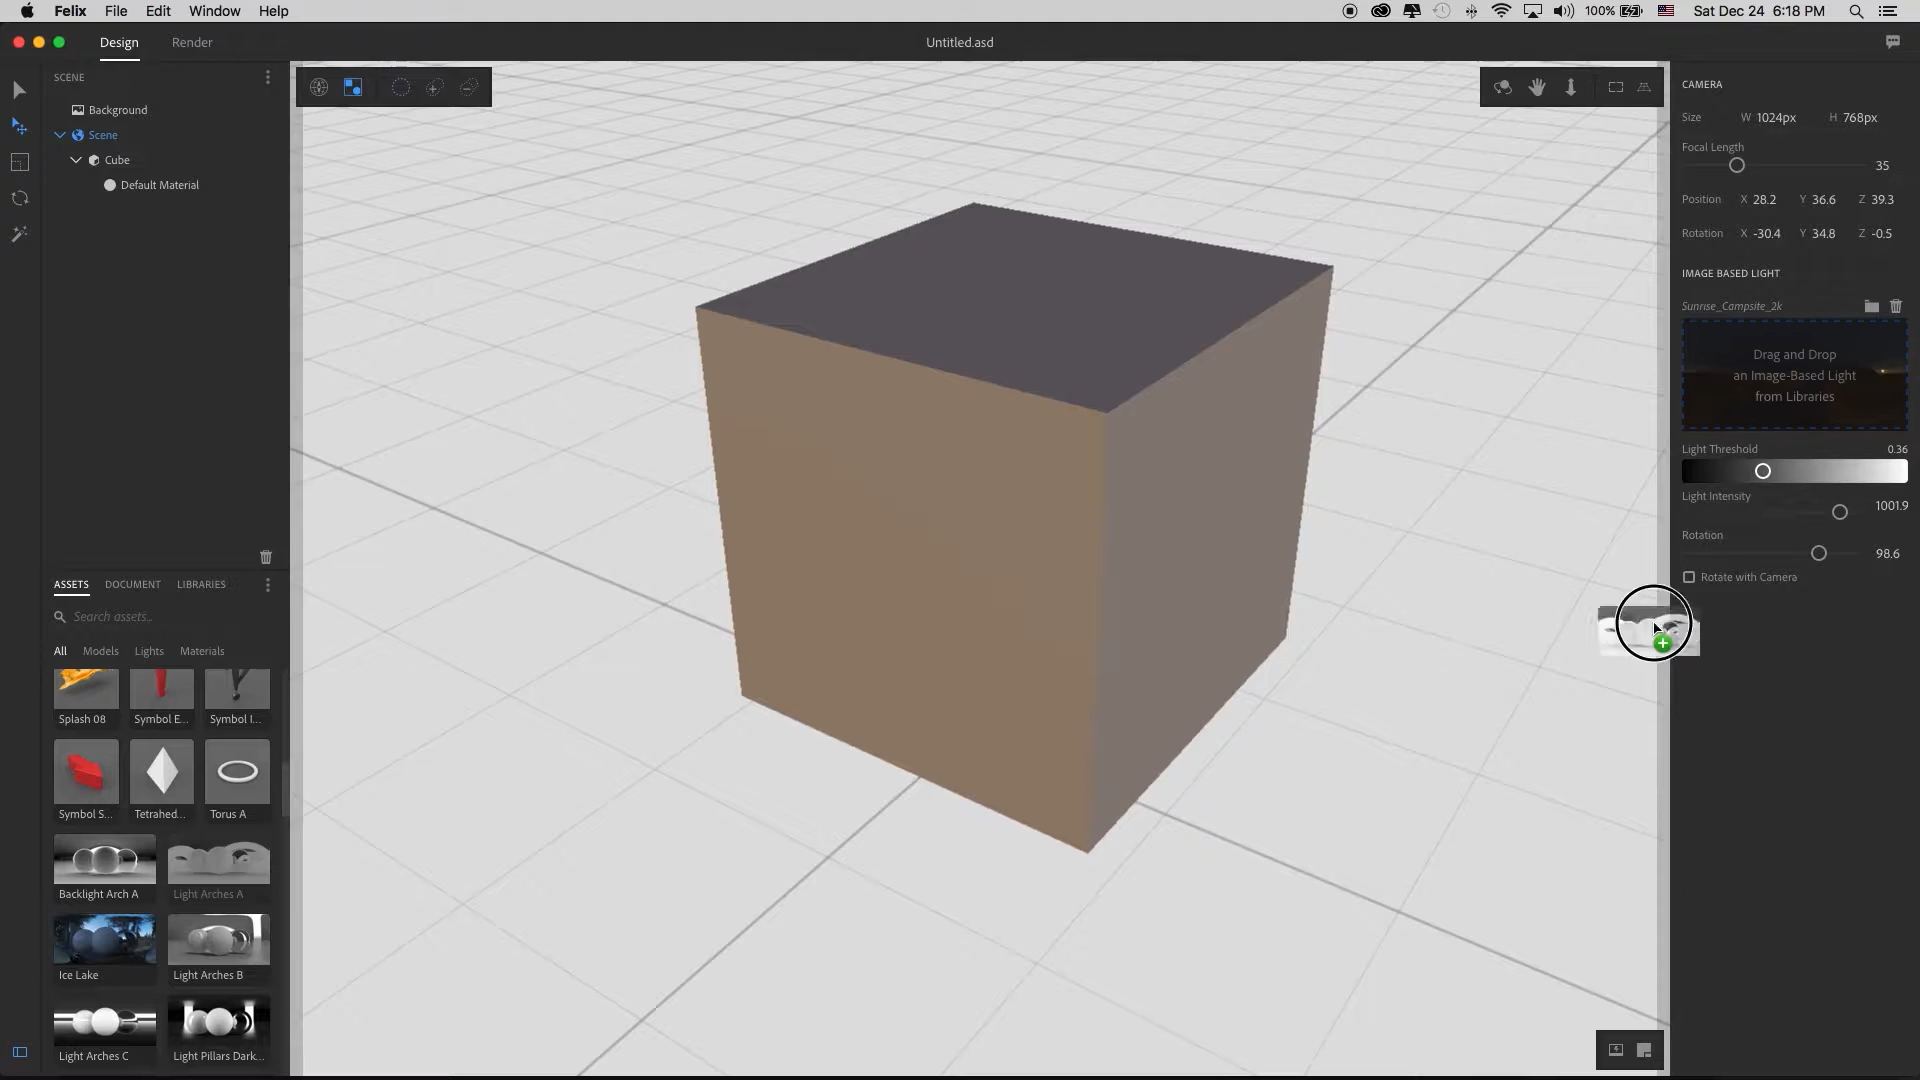 Felix File Edit Window Help
100% Sat Dec 24 6:18 PM
Design Render
Untitled.asd
SCENE
Background
Scene
Cube
Default Material
ASSETS DOCUMENT LIBRARIES
Search assets...
All Models Lights Materials
Splash 08 Symbol E... Symbol I...
Symbol S... Tetrahed... Torus A
Backlight Arch A Light Arches A
Ice Lake Light Arches B
Light Arches C Light Pillars Dark...
CAMERA
Size W 1024px H 768px
Focal Length
35
Position X 28.2 Y 36.6 Z 39.3
Rotation X -30.4 Y 34.8 Z -0.5
IMAGE BASED LIGHT
Sunrise_Campsite_2k
Drag and Drop
an Image-Based Light
from Libraries
Light Threshold 0.36
Light Intensity 1001.9
Rotation
98.6
Rotate with Camera